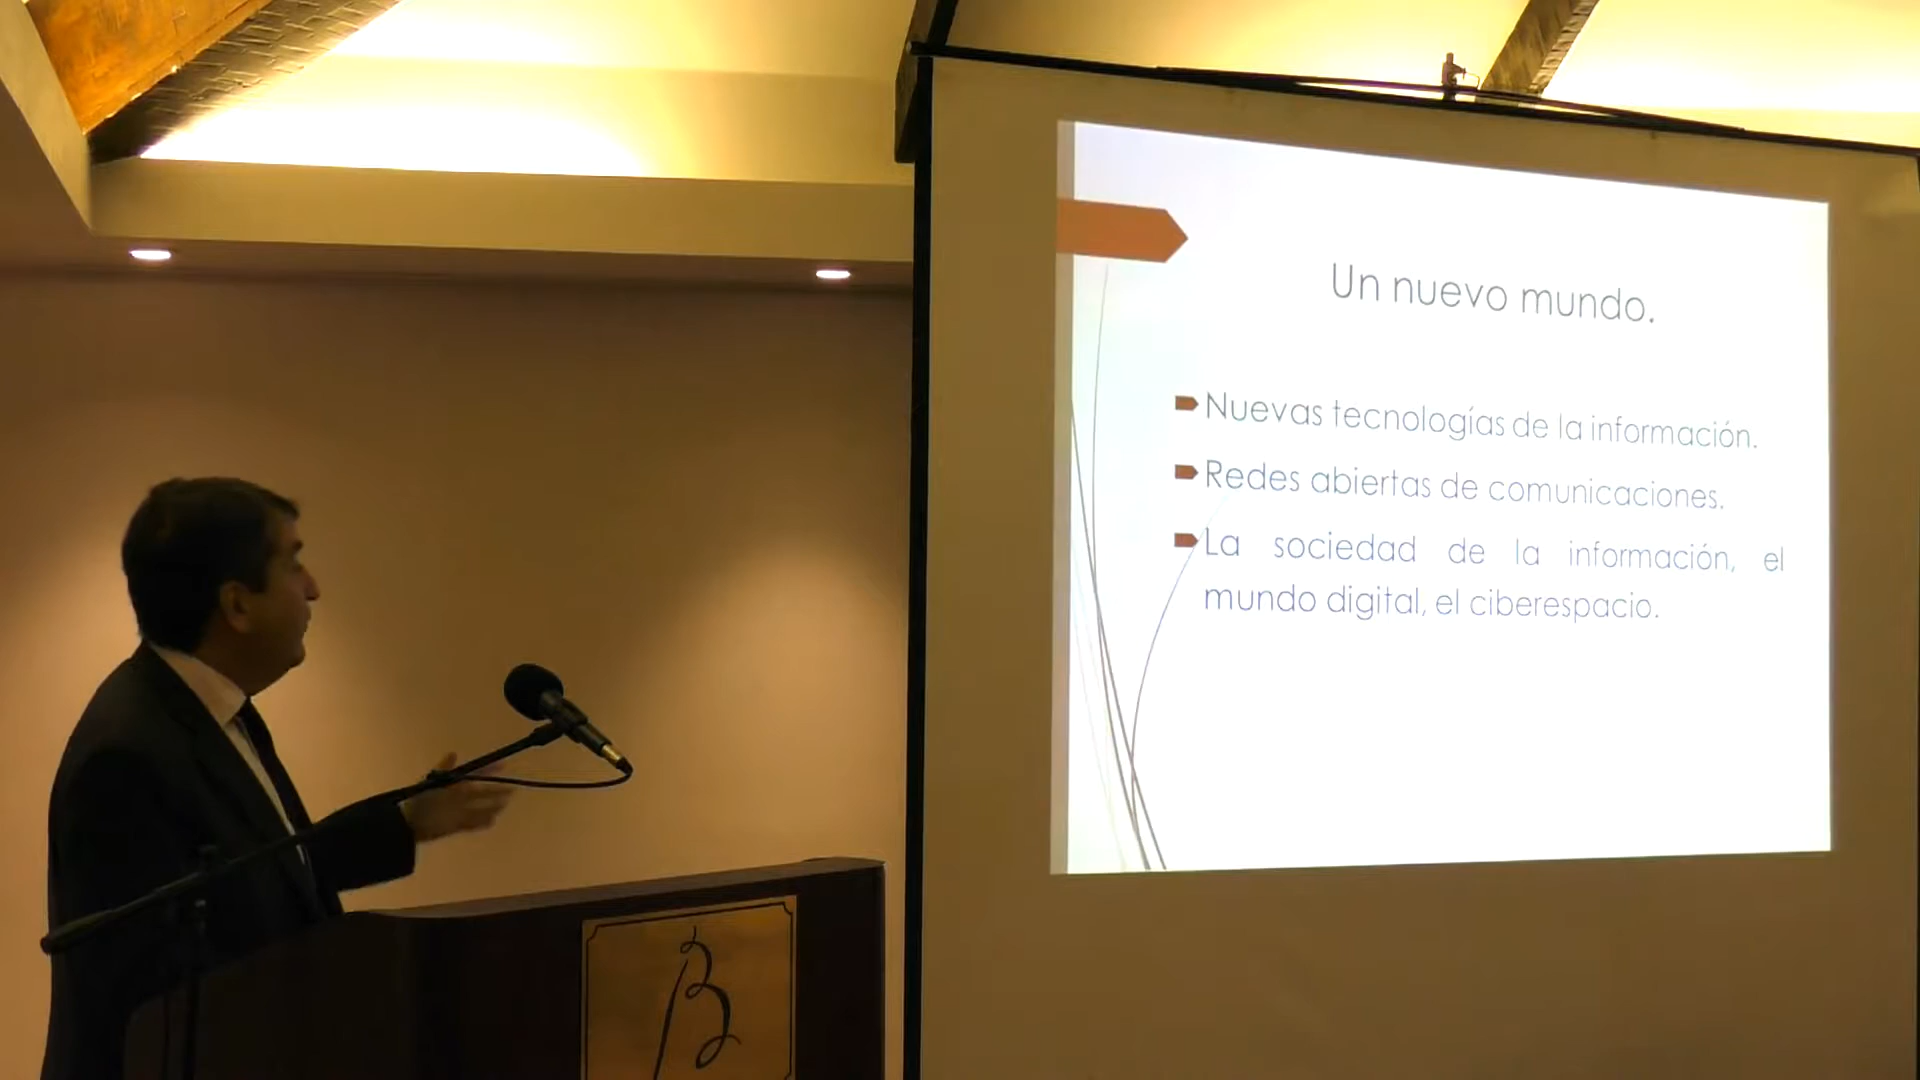 Un nuevo mundo.
Nuevas tecnologías de la información.
Redes abiertas de comunicaciones.
La sociedad de la información, el
mundo digital, el ciberespacio.
B